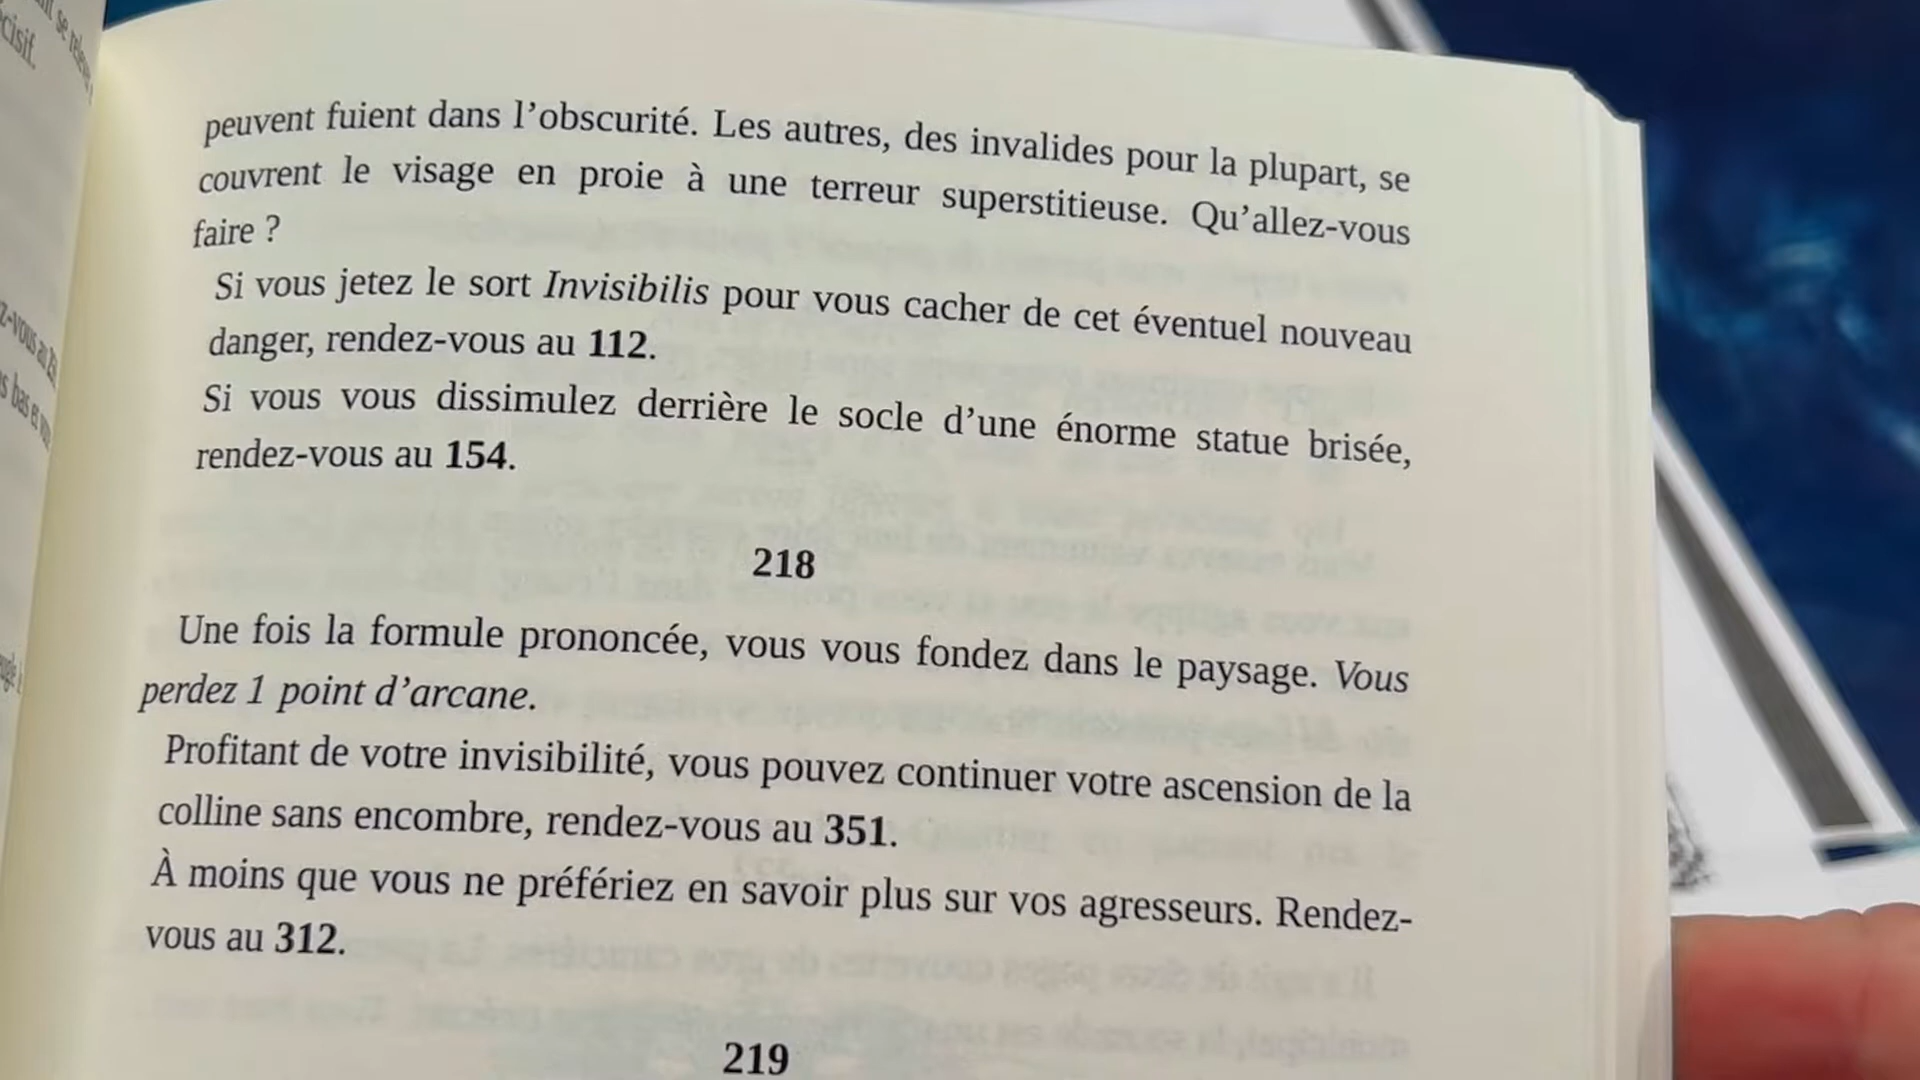 cisif.
peuvent fuient dans l’obscurité. Les autres, des invalides pour la plupart, se
couvrent le visage en proie à une terreur superstitieuse. Qu’allez-vous
faire ?
Si vous jetez le sort Invisibilis pour vous cacher de cet éventuel nouveau
danger, rendez-vous au 112.
Si vous vous dissimulez derrière le socle d’une énorme statue brisée,
rendez-vous au 154.
218
Une fois la formule prononcée, vous vous fondez dans le paysage. Vous
perdez 1 point d’arcane.
Profitant de votre invisibilité, vous pouvez continuer votre ascension de la
colline sans encombre, rendez-vous au 351.
À moins que vous ne préfériez en savoir plus sur vos agresseurs. Rendez-
vous au 312.
219